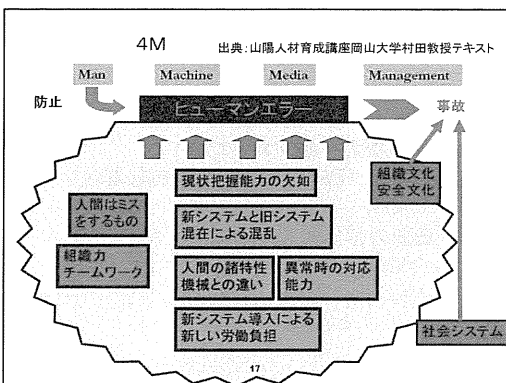 4M
出典:山陽人材育成講座岡山大学村田教授テキスト
Man Machine Media Management
防止
ヒューマンエラー
事故
現状把握能力の欠如
組織文化
安全文化
人間はミス
をするもの
新システムと旧システム
混在による混乱
組織力
チームワーク
人間の諸特性
機械との違い
異常時の対応
能力
新システム導入による
新しい労働負担
社会システム
17